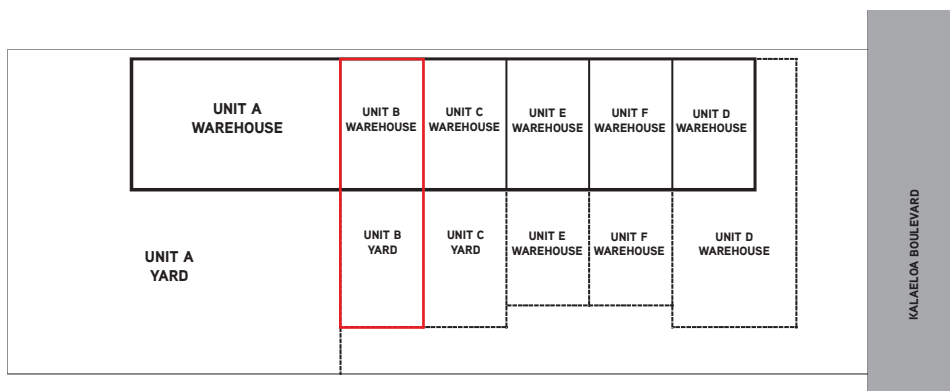 UNIT A
WAREHOUSE
UNIT B
WAREHOUSE
UNIT C
WAREHOUSE
UNIT E
WAREHOUSE
UNIT F
WAREHOUSE
UNIT D
WAREHOUSE
UNIT A
YARD
UNIT B
YARD
UNIT C
YARD
UNIT E
WAREHOUSE
UNIT F
WAREHOUSE
UNIT D
WAREHOUSE
KALAELOA BOULEVARD